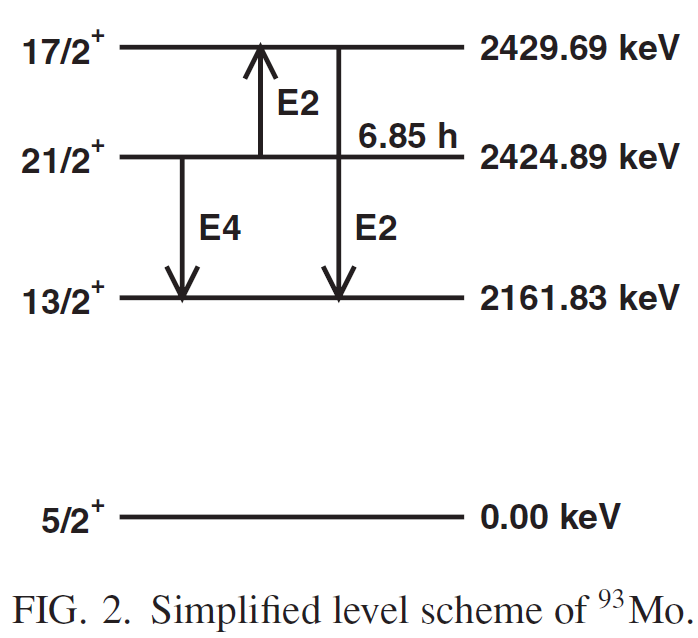 17/2⁺ 2429.69 keV
E2
6.85 h
21/2⁺ 2424.89 keV
E4 E2
13/2⁺ 2161.83 keV
5/2⁺ 0.00 keV
FIG. 2. Simplified level scheme of ⁹³Mo.